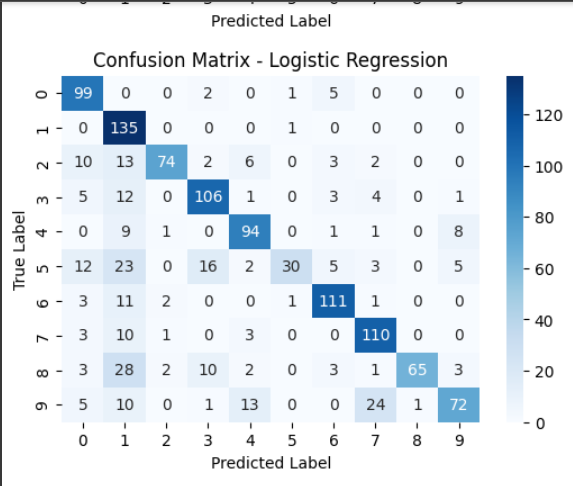 Predicted Label
Confusion Matrix - Logistic Regression
True Label
0 99 0 0 2 0 1 5 0 0 0
1 0 135 0 0 0 1 0 0 0 0
2 10 13 74 2 6 0 3 2 0 0
3 5 12 0 106 1 0 3 4 0 1
4 0 9 1 0 94 0 1 1 0 8
5 12 23 0 16 2 30 5 3 0 5
6 3 11 2 0 0 1 111 1 0 0
7 3 10 1 0 3 0 0 110 0 0
8 3 28 2 10 2 0 3 1 65 3
9 5 10 0 1 13 0 0 24 1 72
0 1 2 3 4 5 6 7 8 9
Predicted Label
120
100
80
60
40
20
0